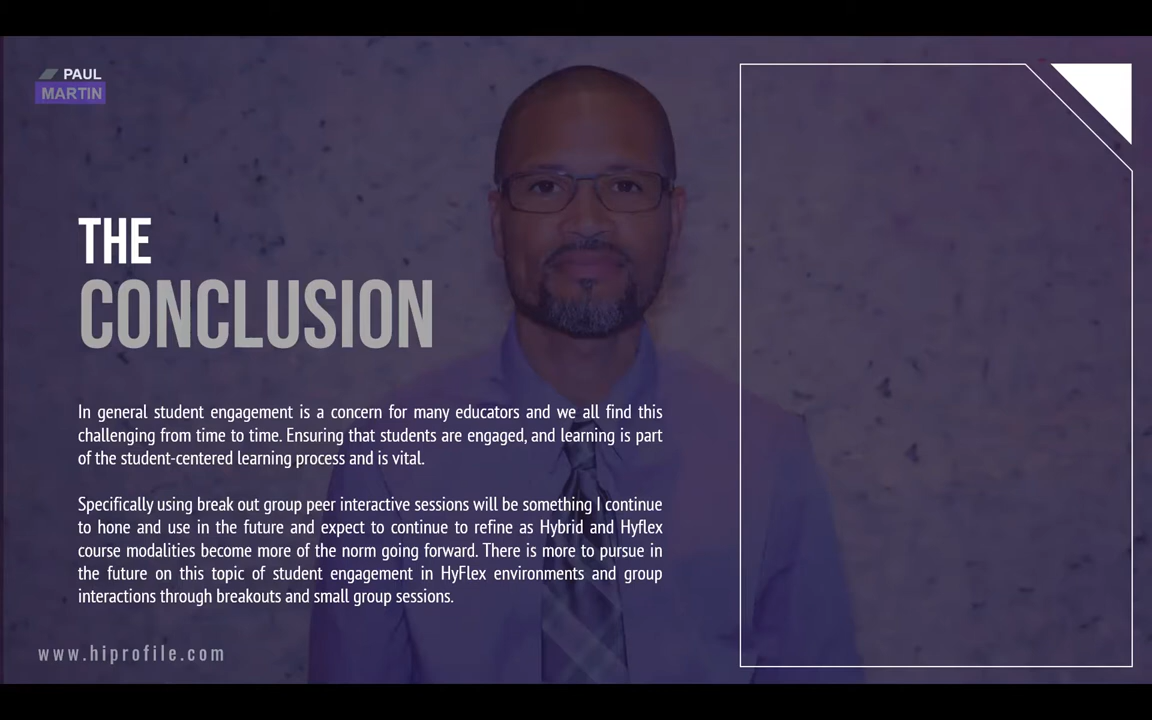 PAUL
MARTIN
THE
CONCLUSION
In general student engagement is a concern for many educators and we all find this
challenging from time to time. Ensuring that students are engaged, and learning is part
of the student-centered learning process and is vital.
Specifically using break out group peer interactive sessions will be something I continue
to hone and use in the future and expect to continue to refine as Hybrid and Hyflex
course modalities become more of the norm going forward. There is more to pursue in
the future on this topic of student engagement in HyFlex environments and group
interactions through breakouts and small group sessions.
www.hiprofile.com